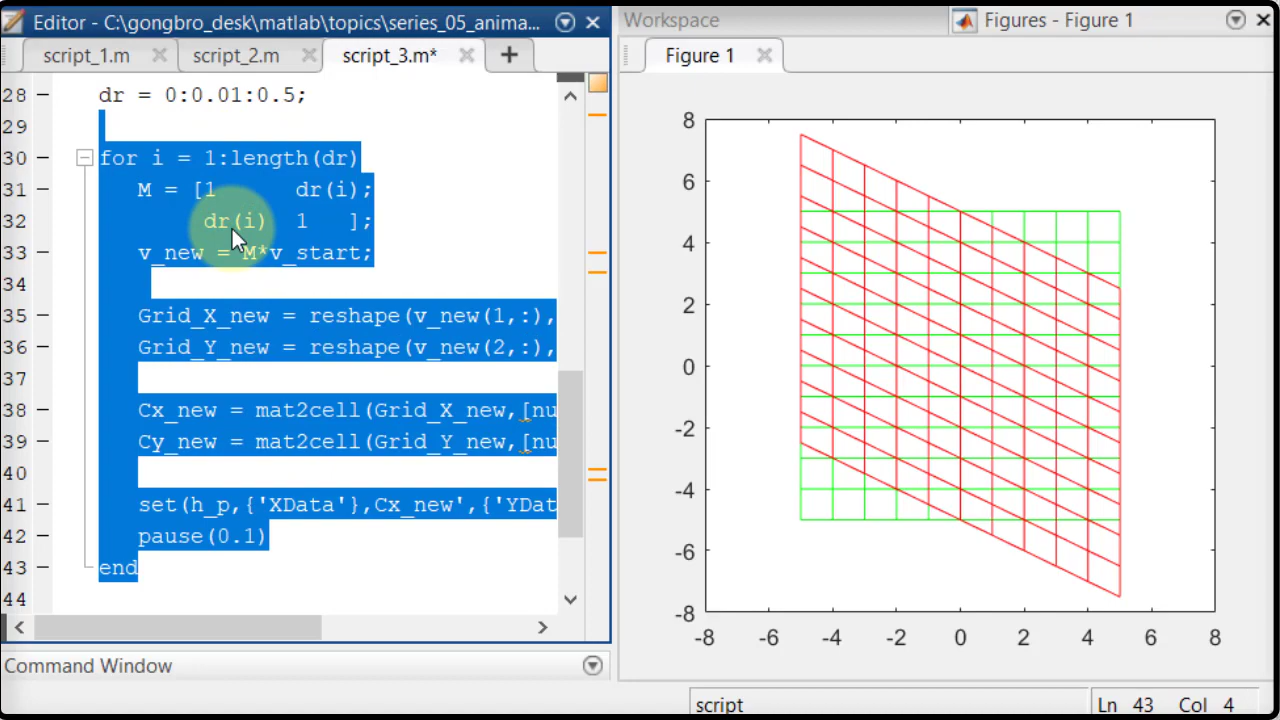 Editor - C:\gongbro_desk\matlab\topics\series_05_anima...
script_1.m
script_2.m
script_3.m*
+
28 dr = 0:0.01:0.5;
29
30 for i = 1:length(dr)
31 M = [1 dr(i);
32 dr(i) 1 ];
33 v_new = M*v_start;
34
35 Grid_X_new = reshape(v_new(1,:),
36 Grid_Y_new = reshape(v_new(2,:),
37
38 Cx_new = mat2cell(Grid_X_new,[nu
39 Cy_new = mat2cell(Grid_Y_new,[nu
40
41 set(h_p,{'XData'},Cx_new',{'YDat
42 pause(0.1)
43 end
44
Command Window
Workspace
Figures - Figure 1
Figure 1
8
6
4
2
0
-2
-4
-6
-8
-8 -6 -4 -2 0 2 4 6 8
script
Ln 43 Col 4